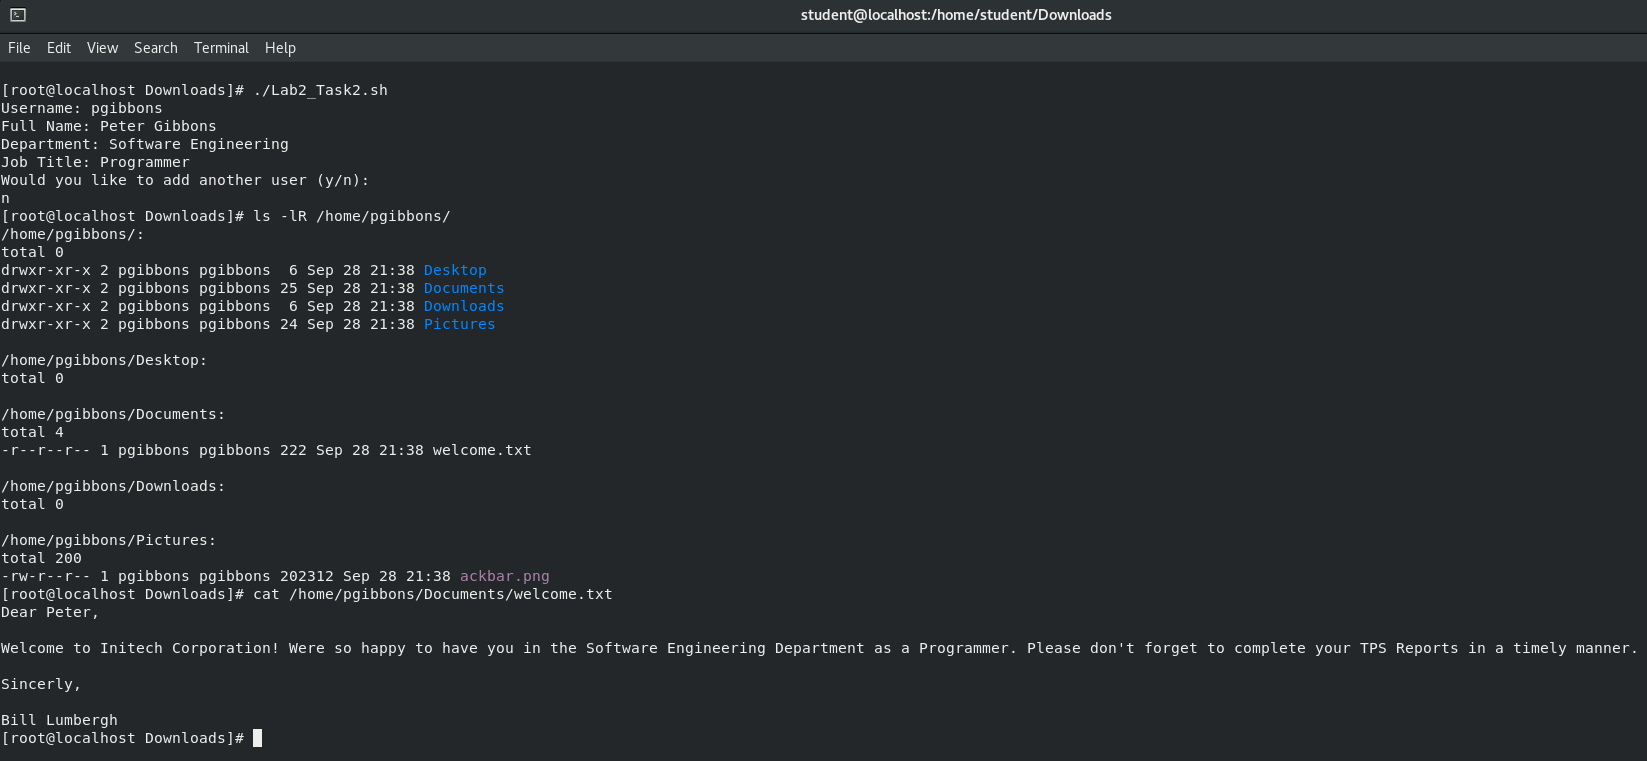 student@localhost:/home/student/Downloads
File Edit View Search Terminal Help
[root@localhost Downloads]# ./Lab2_Task2.sh
Username: pgibbons
Full Name: Peter Gibbons
Department: Software Engineering
Job Title: Programmer
Would you like to add another user (y/n):
n
[root@localhost Downloads]# ls -lR /home/pgibbons/
/home/pgibbons/:
total 0
drwxr-xr-x 2 pgibbons pgibbons  6 Sep 28 21:38 Desktop
drwxr-xr-x 2 pgibbons pgibbons 25 Sep 28 21:38 Documents
drwxr-xr-x 2 pgibbons pgibbons  6 Sep 28 21:38 Downloads
drwxr-xr-x 2 pgibbons pgibbons 24 Sep 28 21:38 Pictures
/home/pgibbons/Desktop:
total 0
/home/pgibbons/Documents:
total 4
-r--r--r-- 1 pgibbons pgibbons 222 Sep 28 21:38 welcome.txt
/home/pgibbons/Downloads:
total 0
/home/pgibbons/Pictures:
total 200
-rw-r--r-- 1 pgibbons pgibbons 202312 Sep 28 21:38 ackbar.png
[root@localhost Downloads]# cat /home/pgibbons/Documents/welcome.txt
Dear Peter,
Welcome to Initech Corporation! Were so happy to have you in the Software Engineering Department as a Programmer. Please don't forget to complete your TPS Reports in a timely manner.
Sincerly,
Bill Lumbergh
[root@localhost Downloads]#